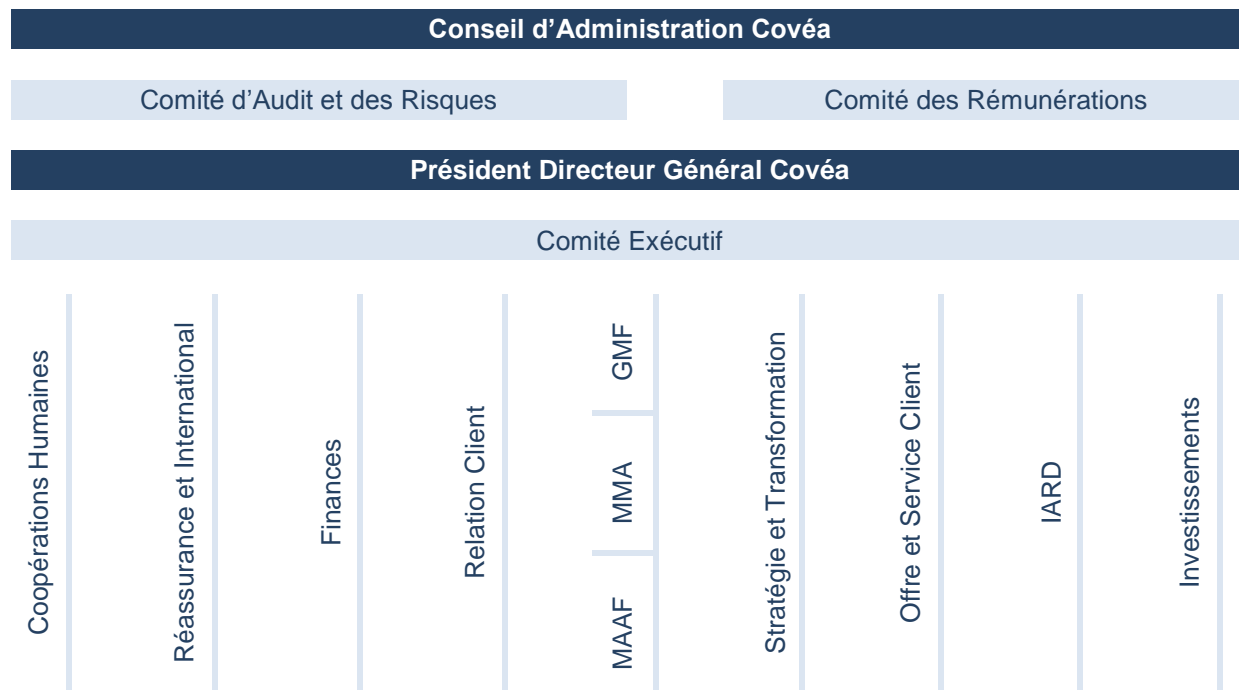 Conseil d’Administration Covéa
Comité d’Audit et des Risques
Comité des Rémunérations
Président Directeur Général Covéa
Comité Exécutif
Coopérations Humaines
Réassurance et International
Finances
Relation Client
GMF
MMA
MAAF
Stratégie et Transformation
Offre et Service Client
IARD
Investissements